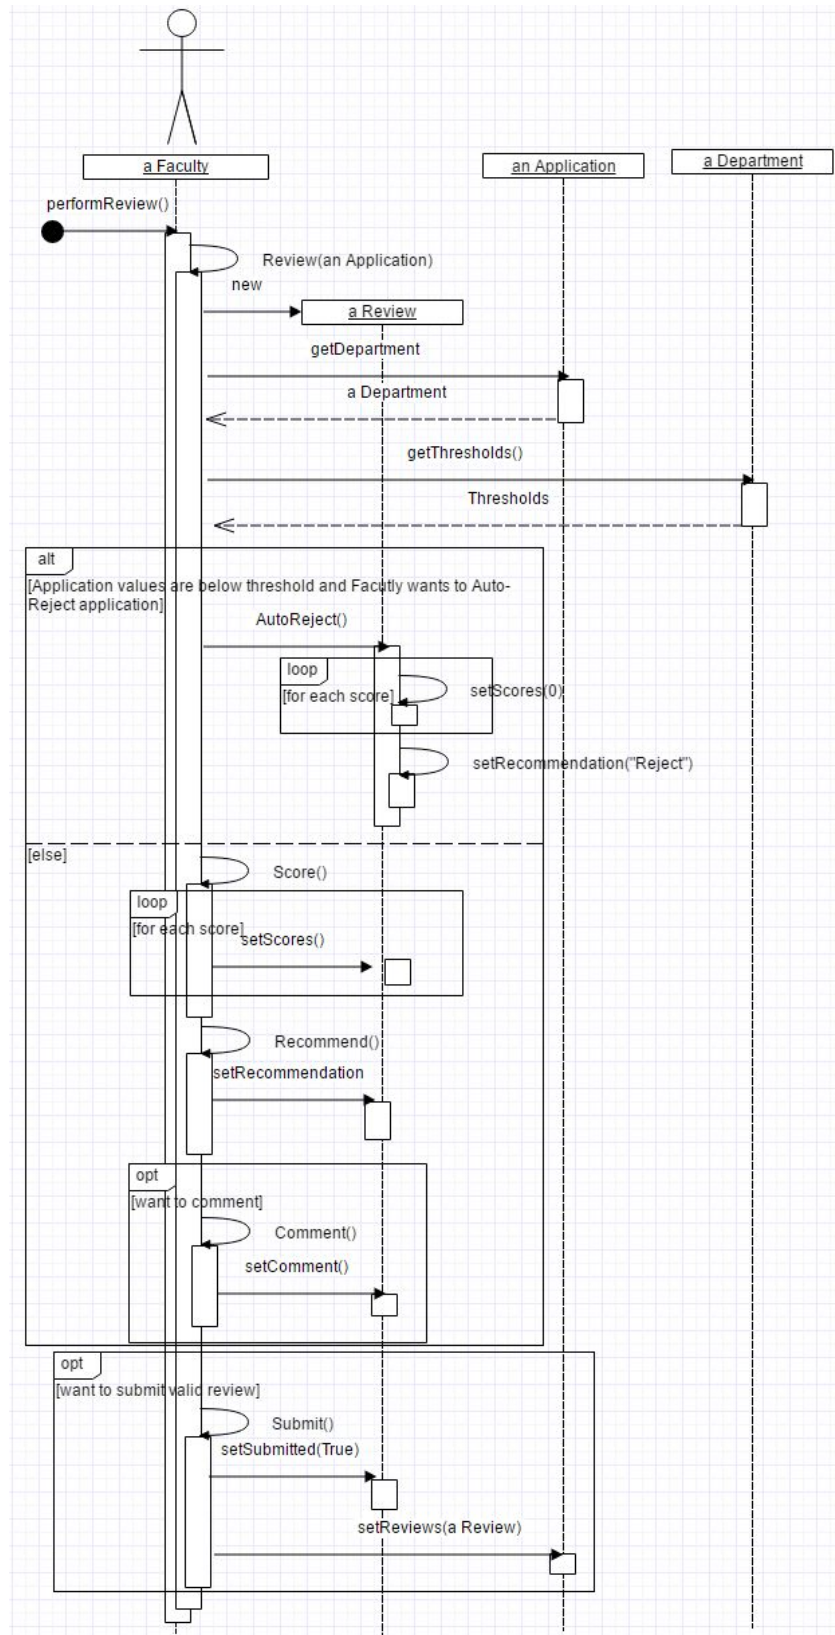 a Faculty
an Application
a Department
performReview()
Review(an Application)
new
a Review
getDepartment
a Department
getThresholds()
Thresholds
alt
[Application values are below threshold and Facutly wants to Auto-
Reject application]
AutoReject()
loop
[for each score]
setScores(0)
setRecommendation("Reject")
[else]
Score()
loop
[for each score]
setScores()
Recommend()
setRecommendation
opt
[want to comment]
Comment()
setComment()
opt
[want to submit valid review]
Submit()
setSubmitted(True)
setReviews(a Review)